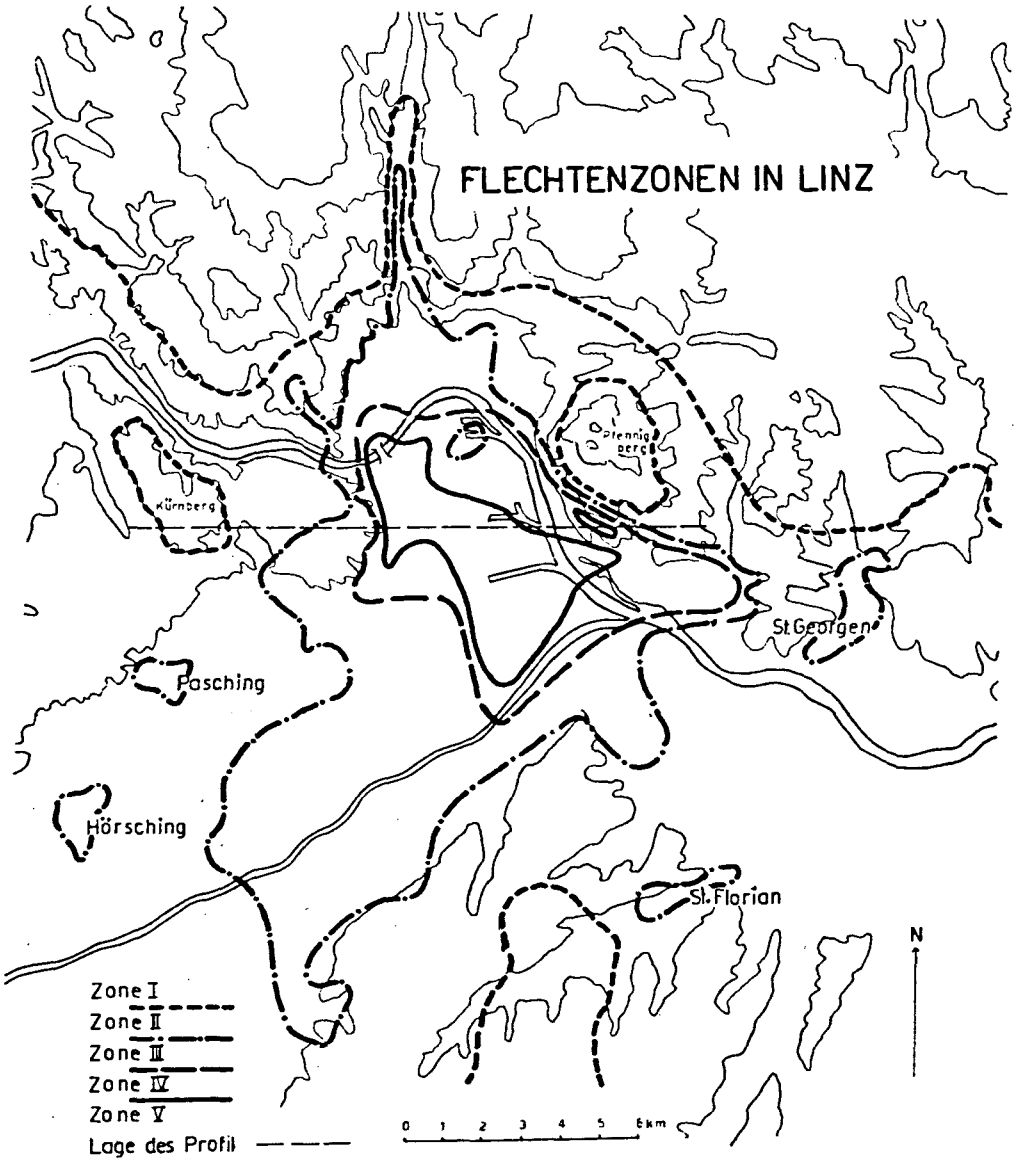 FLECHTENZONEN IN LINZ
Pfennig
berg
Kürnberg
St.Georgen
Pasching
Hörsching
St.Florian
N
Zone I
Zone II
Zone III
Zone IV
Zone V
Lage des Profil
0 1 2 3 4 5 6km